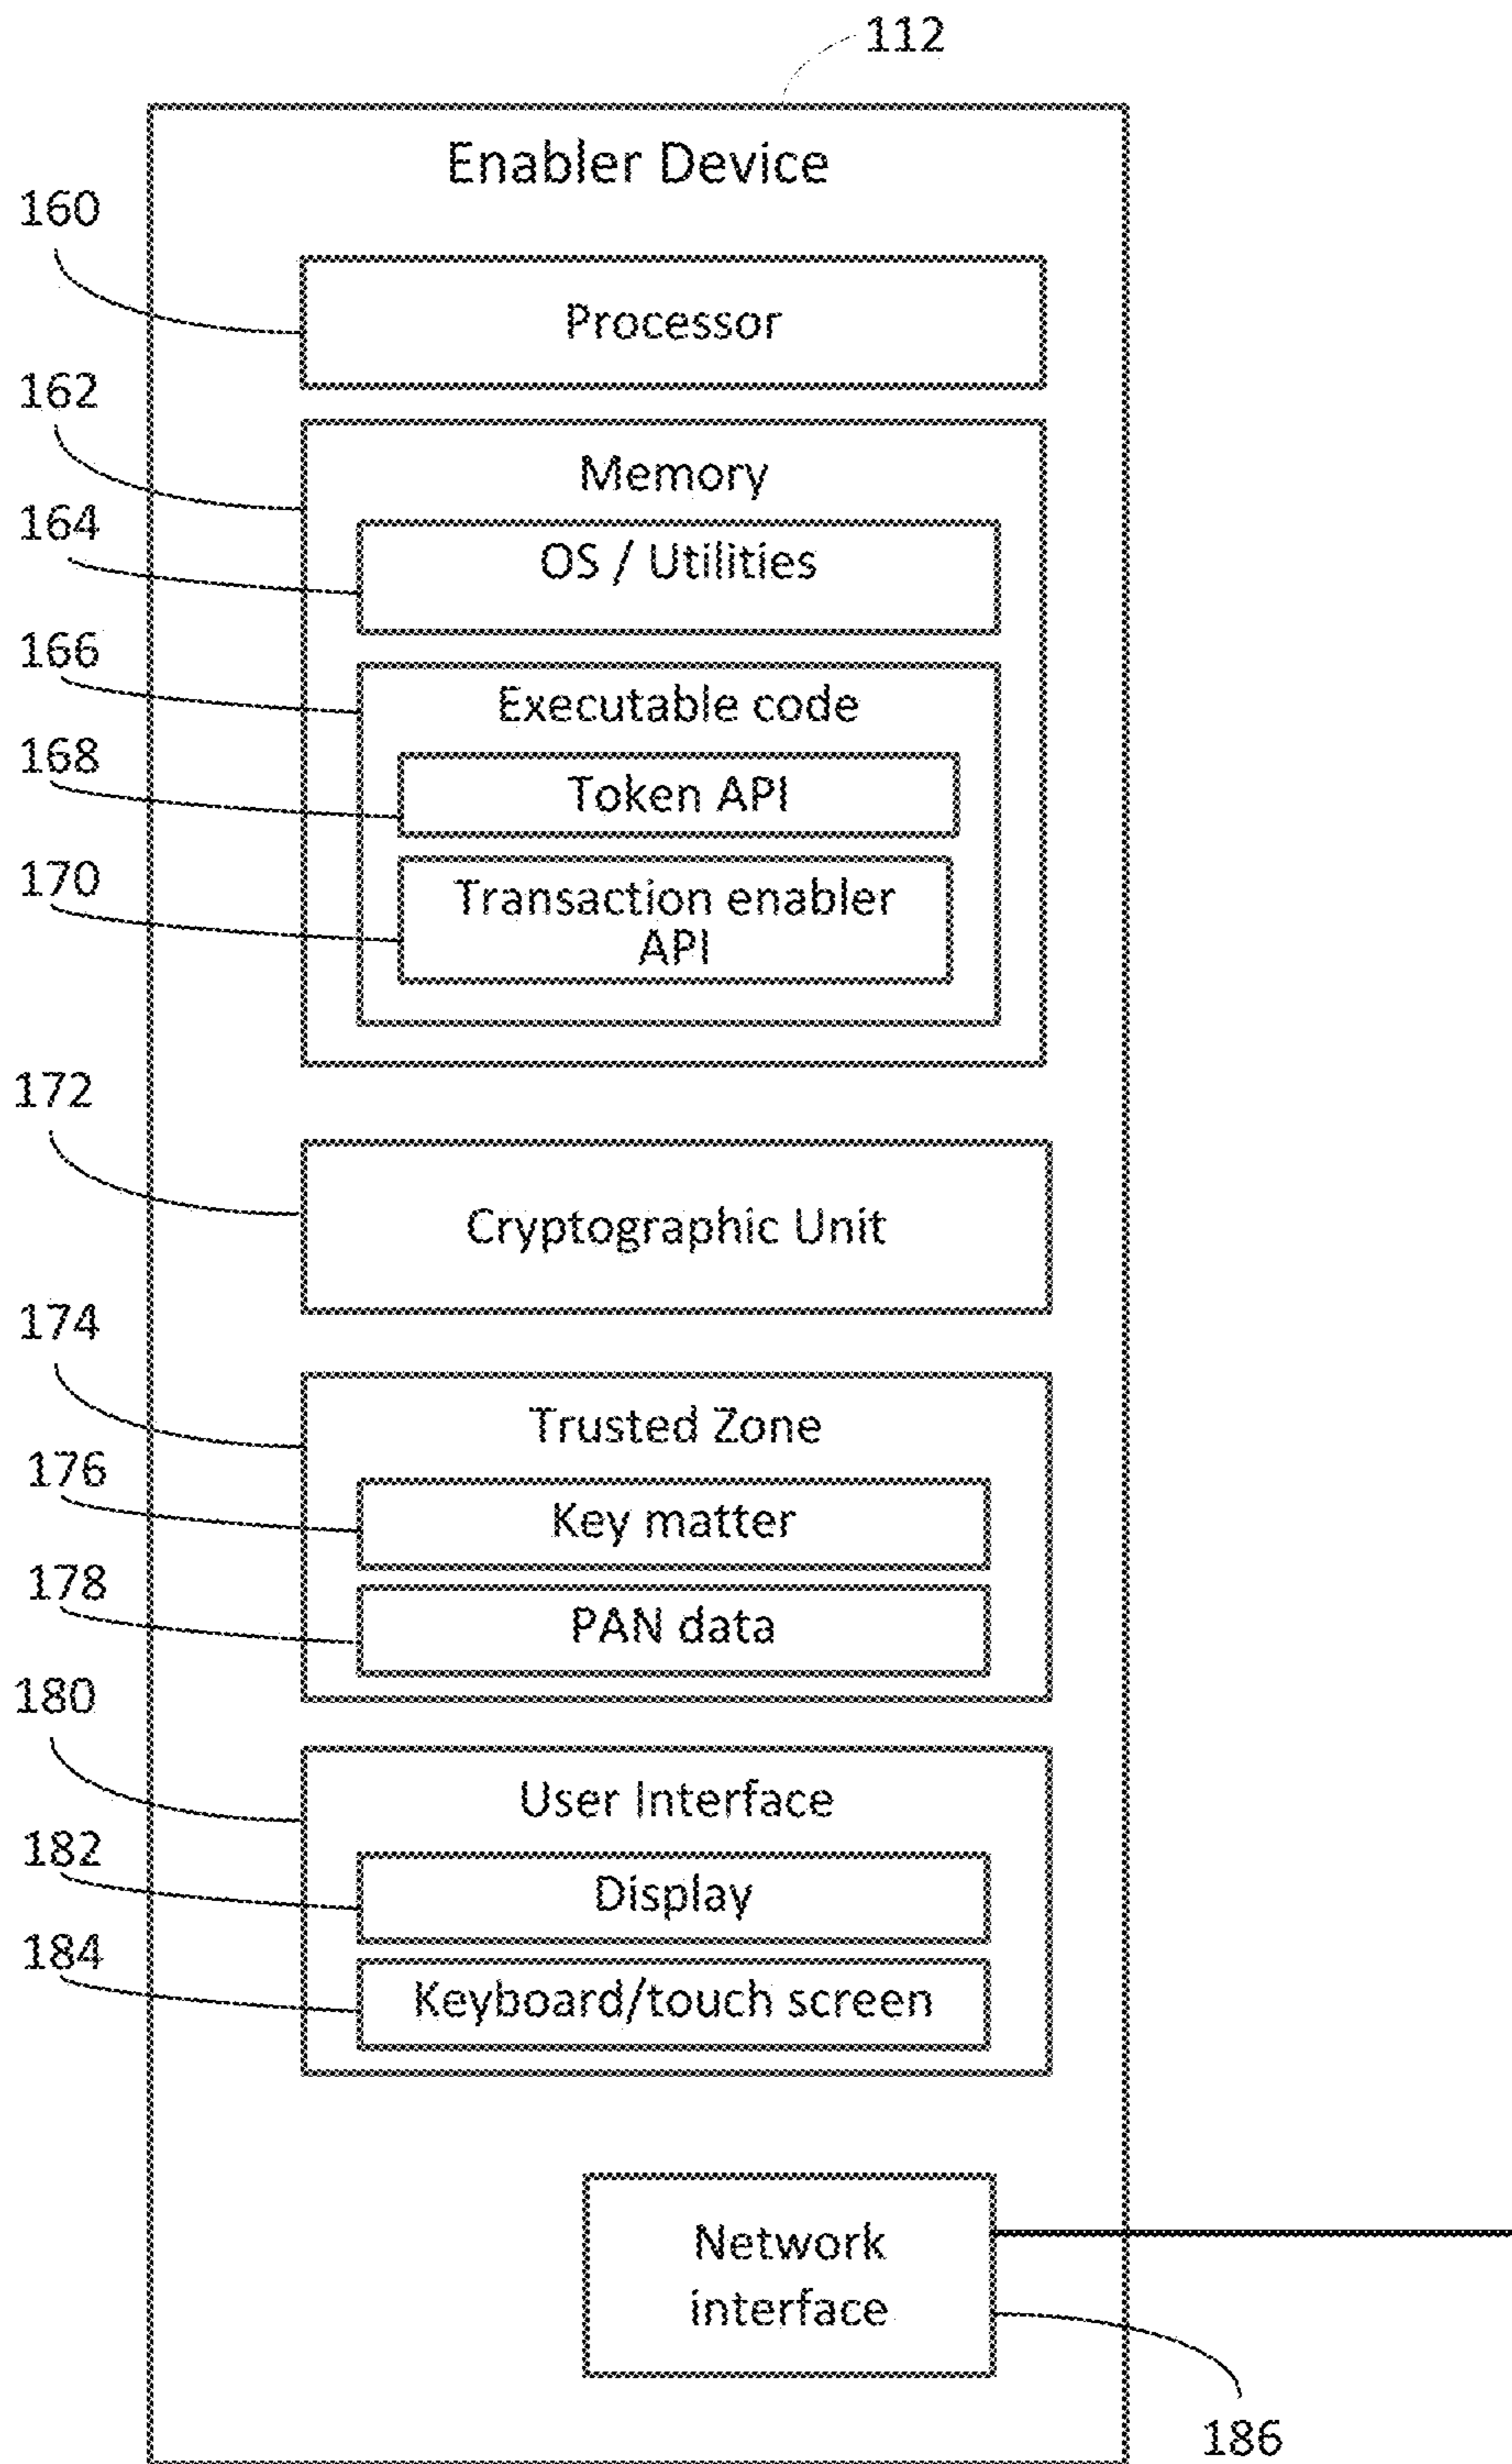 112
Enabler Device
160
Processor
162
Memory
164
OS / Utilities
166
Executable code
168
Token API
170
Transaction enabler
API
172
Cryptographic Unit
174
Trusted Zone
176
Key matter
178
PAN data
180
User Interface
182
Display
184
Keyboard/touch screen
Network
interface
186